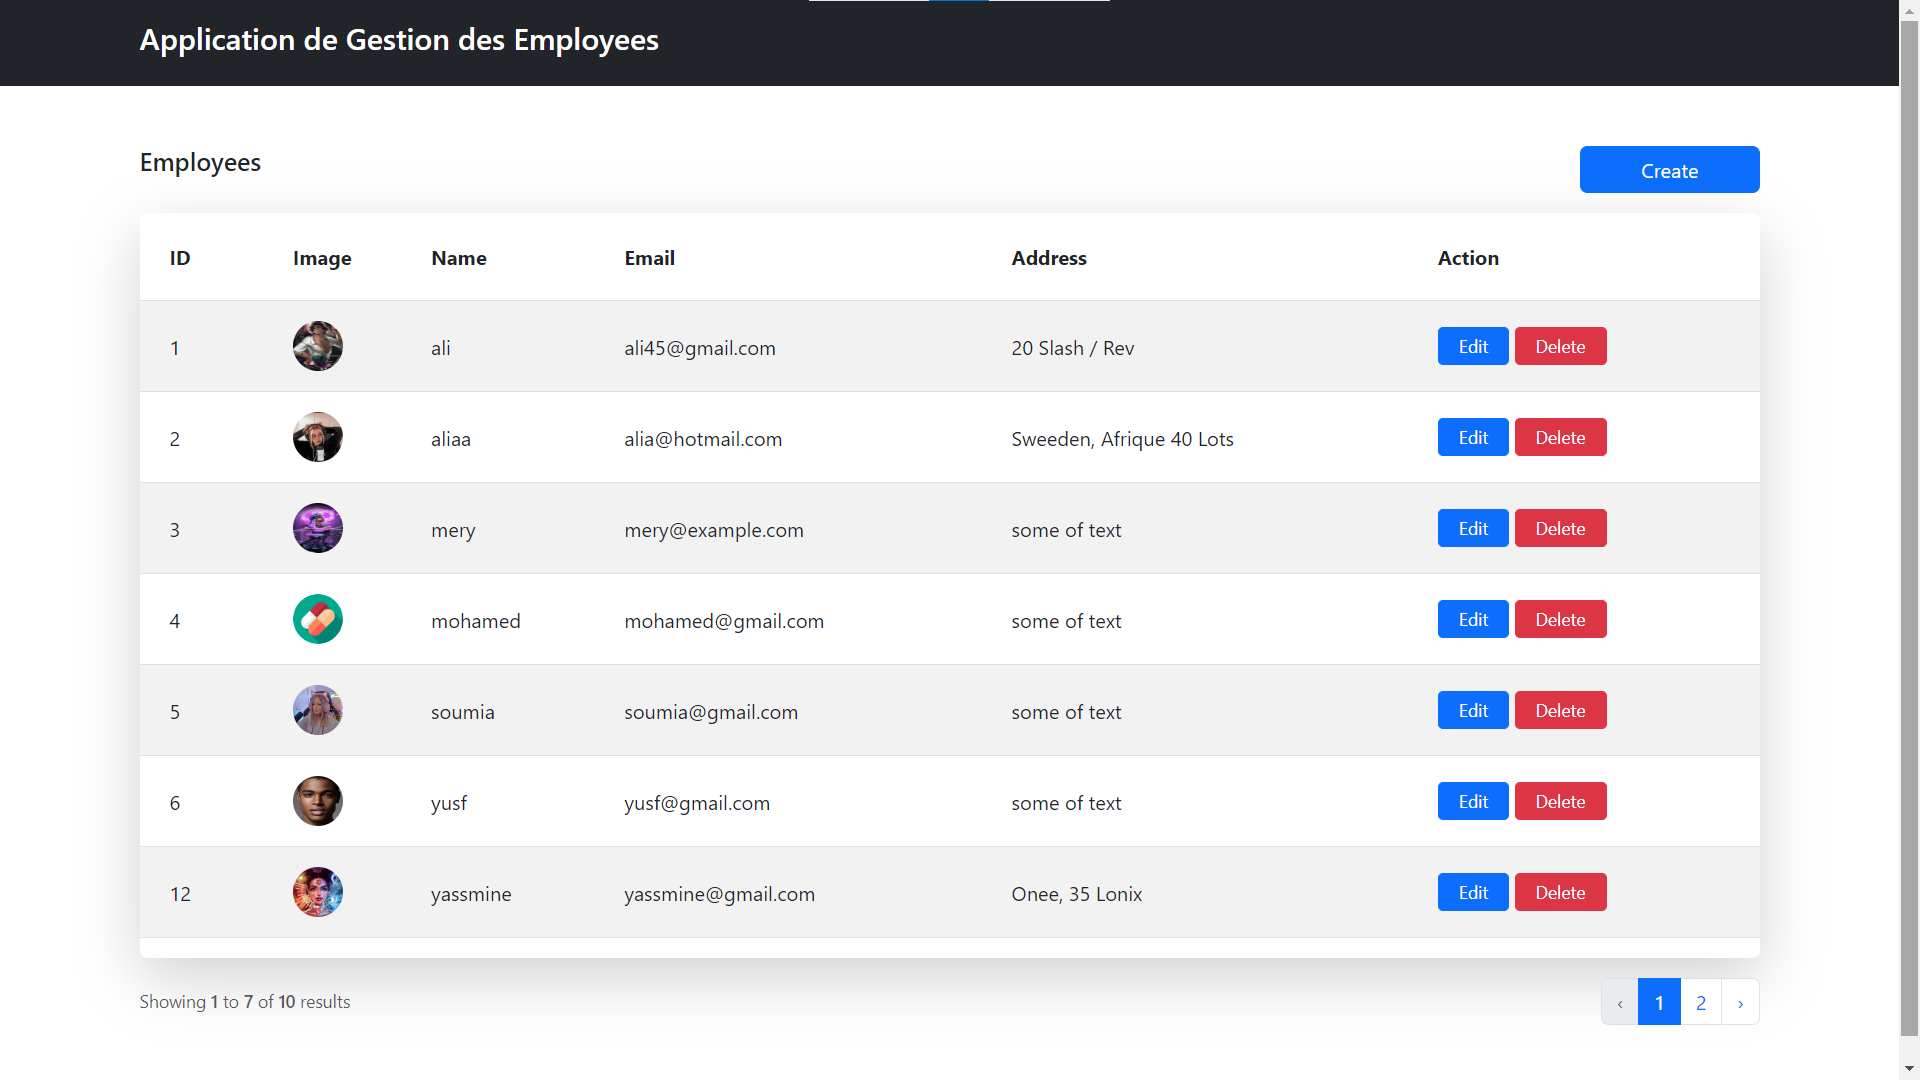 Application de Gestion des Employees
Employees
Create
ID Image Name Email Address Action
1 ali ali45@gmail.com 20 Slash / Rev Edit Delete
2 aliaa alia@hotmail.com Sweeden, Afrique 40 Lots Edit Delete
3 mery mery@example.com some of text Edit Delete
4 mohamed mohamed@gmail.com some of text Edit Delete
5 soumia soumia@gmail.com some of text Edit Delete
6 yusf yusf@gmail.com some of text Edit Delete
12 yassmine yassmine@gmail.com Onee, 35 Lonix Edit Delete
Showing 1 to 7 of 10 results ‹ 1 2 ›